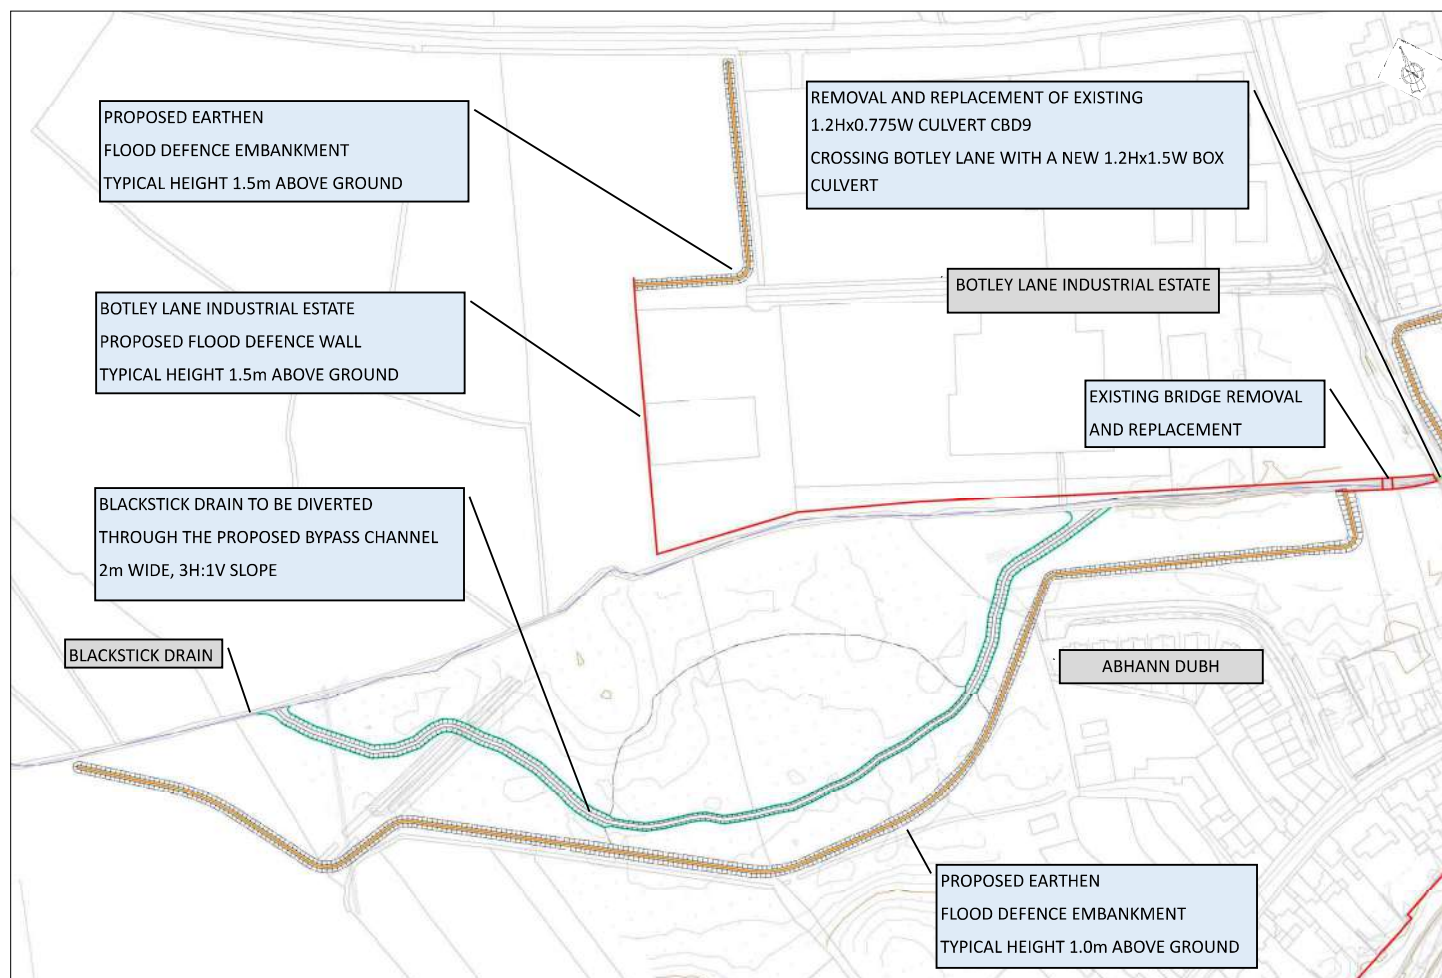 PROPOSED EARTHEN
FLOOD DEFENCE EMBANKMENT
TYPICAL HEIGHT 1.5m ABOVE GROUND
REMOVAL AND REPLACEMENT OF EXISTING
1.2Hx0.775W CULVERT CBD9
CROSSING BOTLEY LANE WITH A NEW 1.2Hx1.5W BOX
CULVERT
BOTLEY LANE INDUSTRIAL ESTATE
BOTLEY LANE INDUSTRIAL ESTATE
PROPOSED FLOOD DEFENCE WALL
TYPICAL HEIGHT 1.5m ABOVE GROUND
EXISTING BRIDGE REMOVAL
AND REPLACEMENT
BLACKSTICK DRAIN TO BE DIVERTED
THROUGH THE PROPOSED BYPASS CHANNEL
2m WIDE, 3H:1V SLOPE
BLACKSTICK DRAIN
ABHANN DUBH
PROPOSED EARTHEN
FLOOD DEFENCE EMBANKMENT
TYPICAL HEIGHT 1.0m ABOVE GROUND